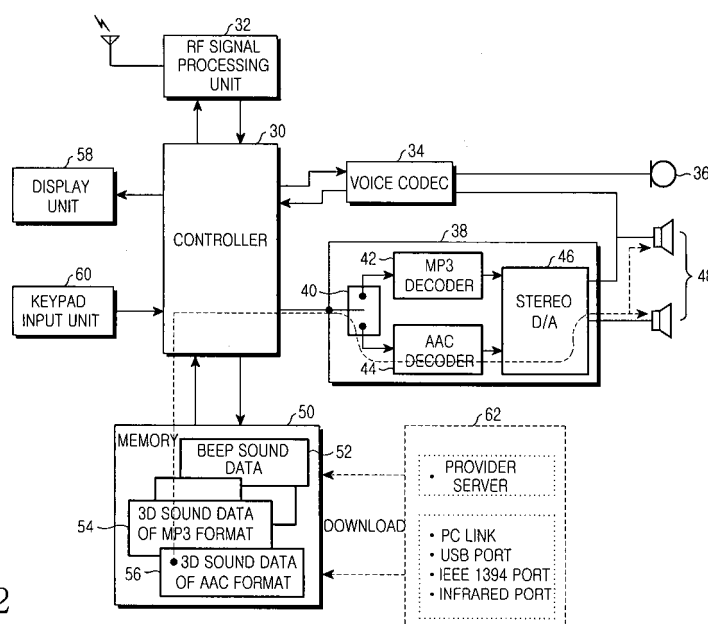 32
RF SIGNAL
PROCESSING
UNIT
30
58
34
DISPLAY
UNIT
VOICE CODEC
36
CONTROLLER
38
60
42
46
KEYPAD
INPUT UNIT
40
MP3
DECODER
STEREO
D/A
48
AAC
DECODER
44
50
62
MEMORY
52
BEEP SOUND
DATA
• PROVIDER
SERVER
54
3D SOUND DATA
OF MP3 FORMAT
DOWNLOAD
56
3D SOUND DATA
OF AAC FORMAT
• PC LINK
• USB PORT
• IEEE 1394 PORT
• INFRARED PORT
2